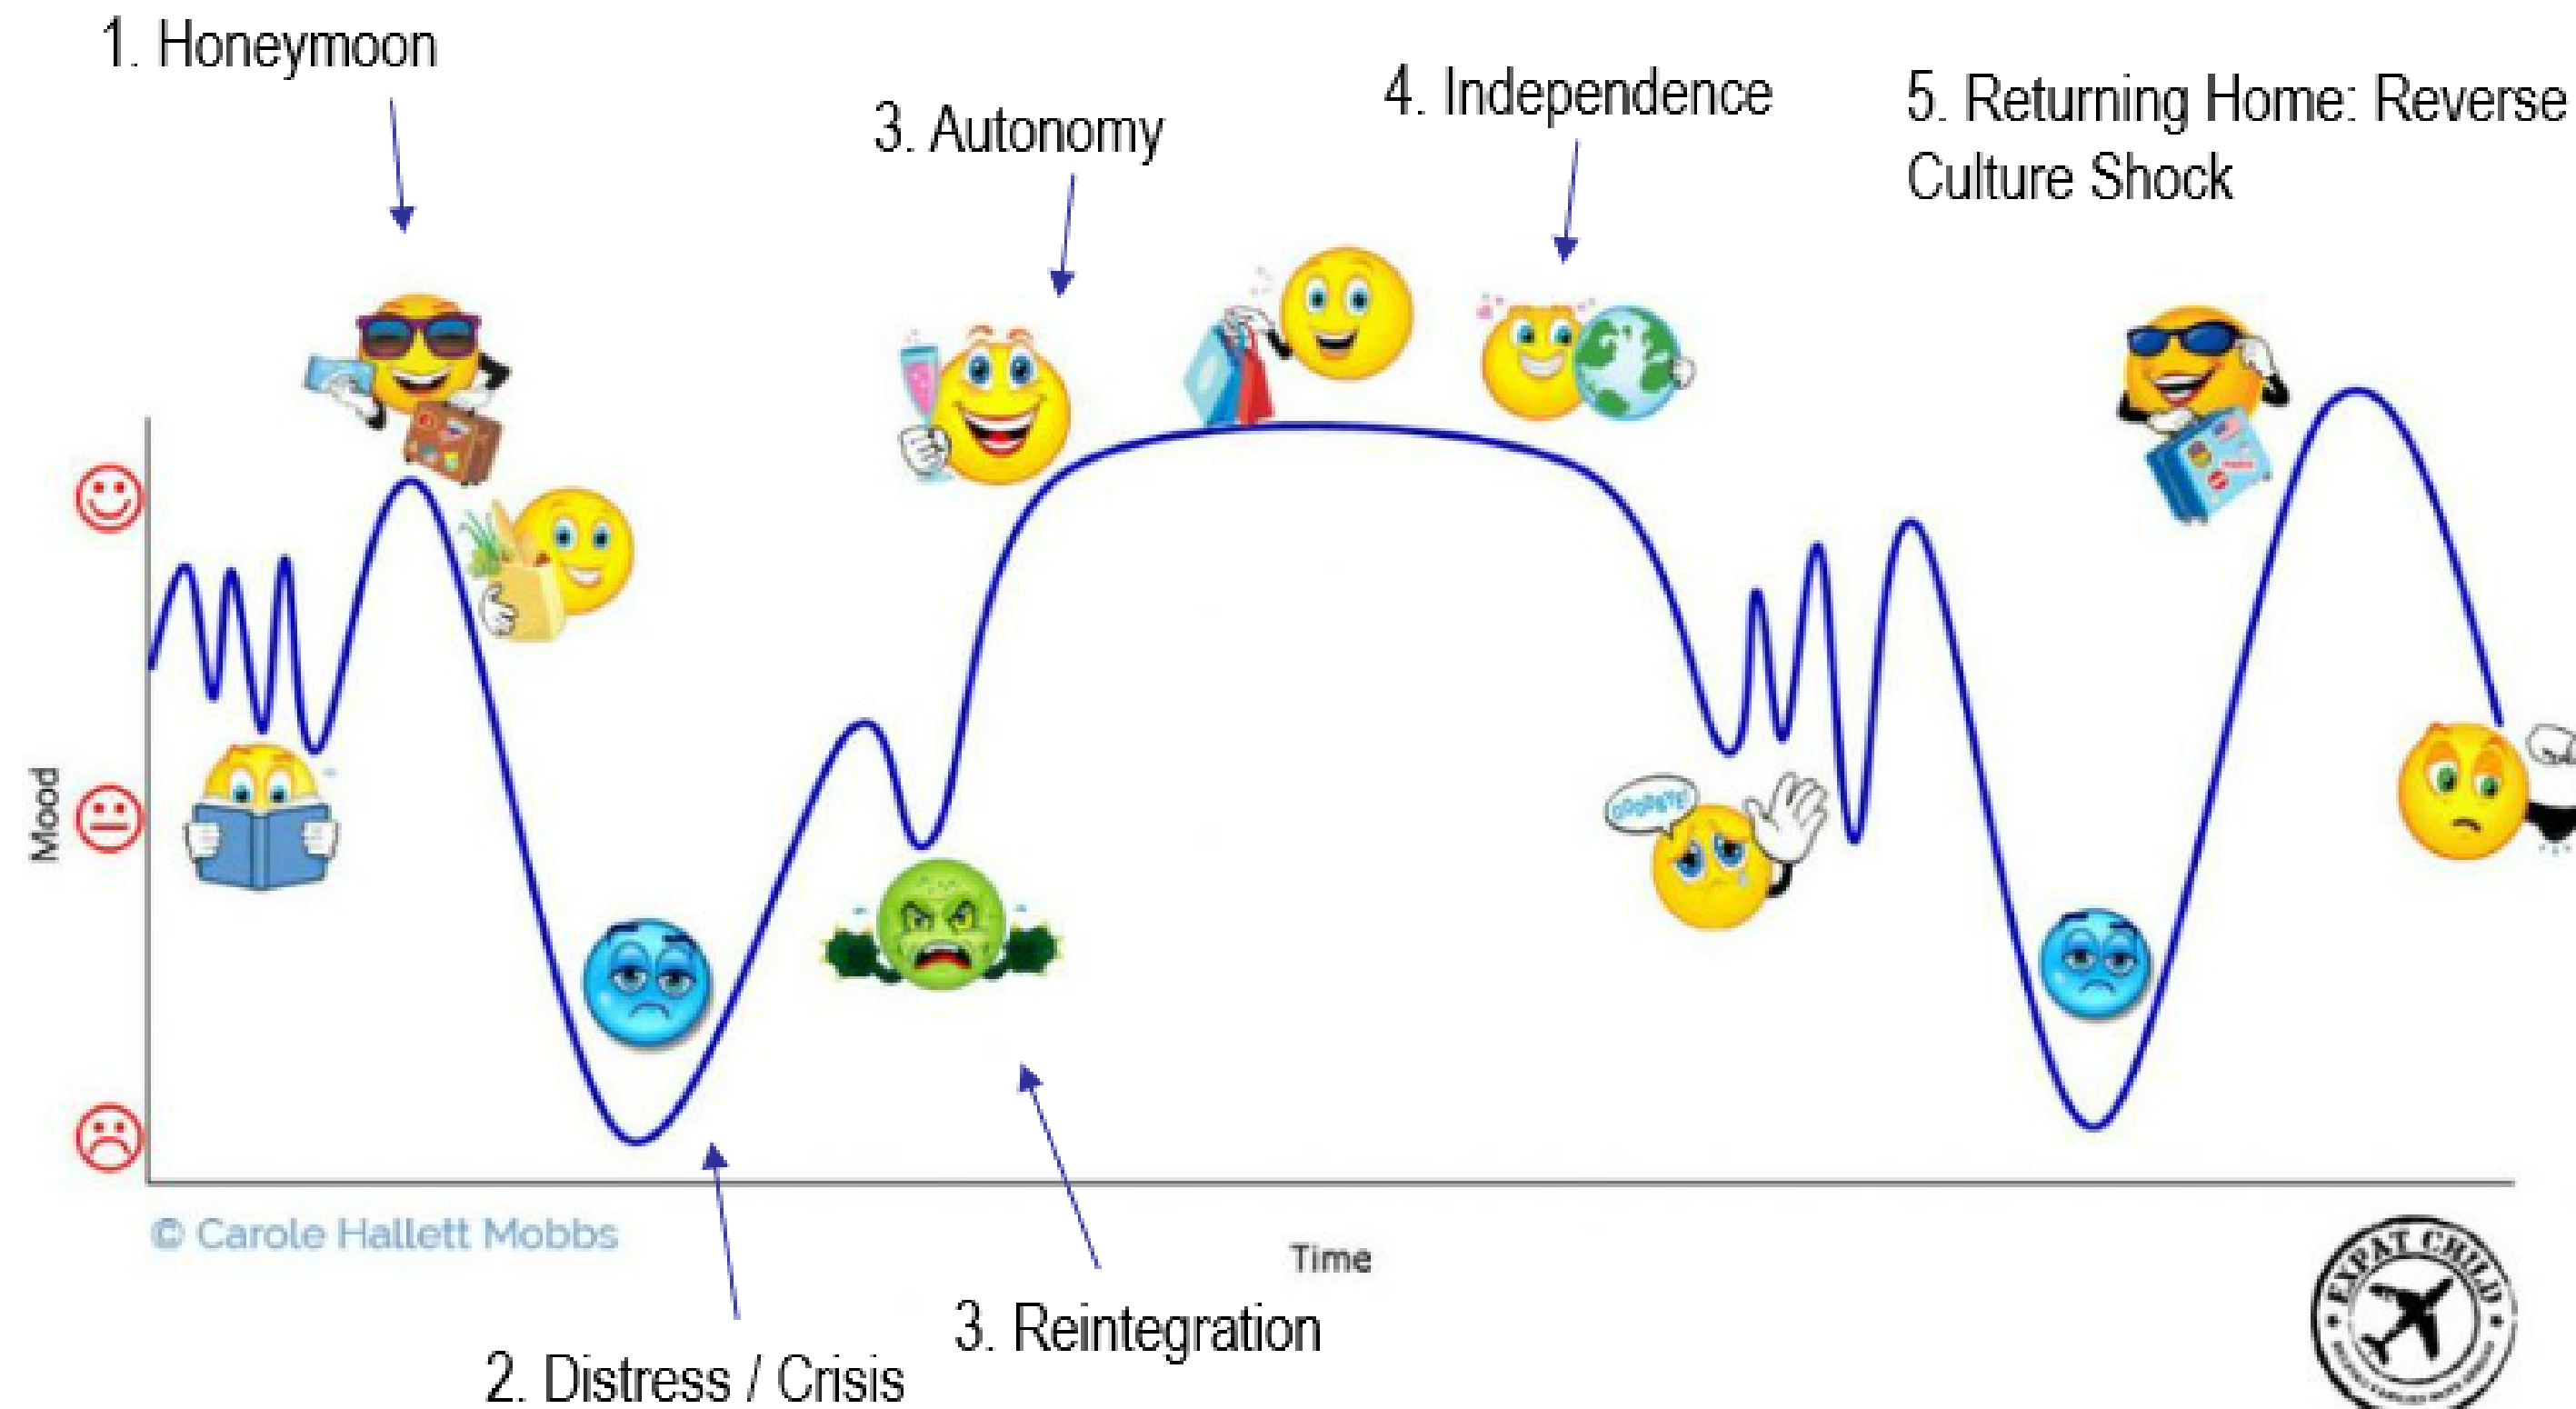 1. Honeymoon
3. Autonomy
4. Independence
5. Returning Home: Reverse
Culture Shock
Mood
GOODBYE!
© Carole Hallett Mobbs
Time
3. Reintegration
2. Distress / Crisis
EXPAT CHILD